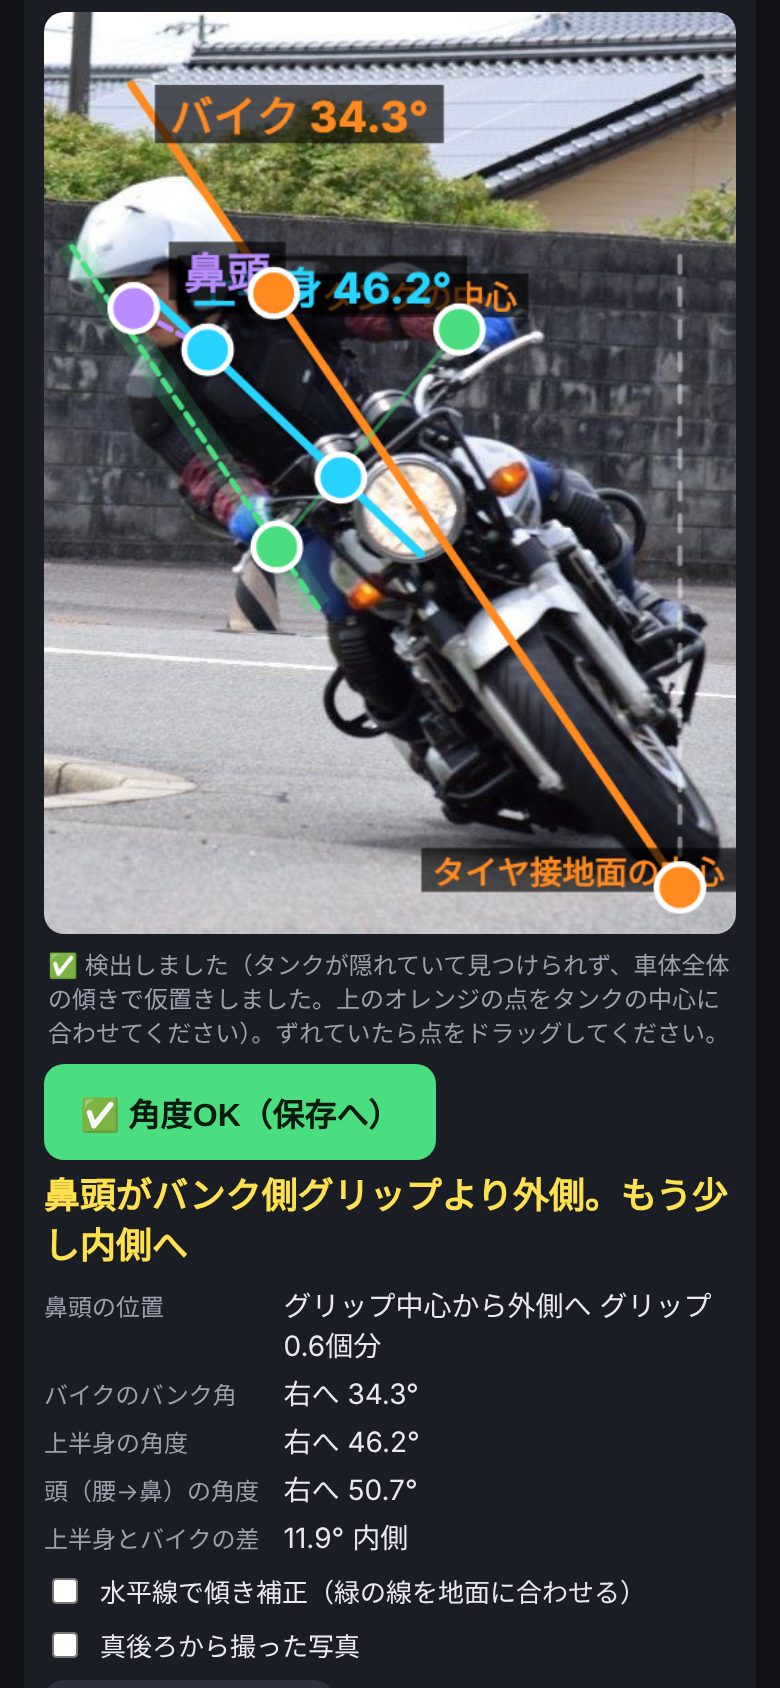 バイク 34.3°
鼻頭
身 46.2°
の中心
タイヤ接地面の中心
✅ 検出しました（タンクが隠れていて見つけられず、車体全体
の傾きで仮置きしました。上のオレンジの点をタンクの中心に
合わせてください）。ずれていたら点をドラッグしてください。
✅ 角度OK（保存へ）
鼻頭がバンク側グリップより外側。もう少
し内側へ
鼻頭の位置 グリップ中心から外側へ グリップ
0.6個分
バイクのバンク角 右へ 34.3°
上半身の角度 右へ 46.2°
頭（腰→鼻）の角度 右へ 50.7°
上半身とバイクの差 11.9° 内側
水平線で傾き補正（緑の線を地面に合わせる）
真後ろから撮った写真